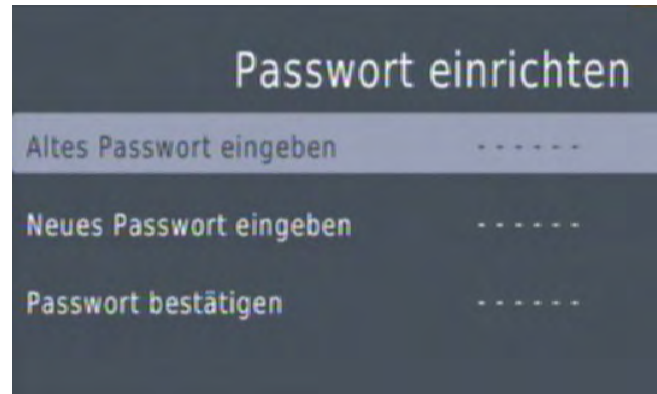 Passwort einrichten
Altes Passwort eingeben ------
Neues Passwort eingeben ------
Passwort bestätigen ------